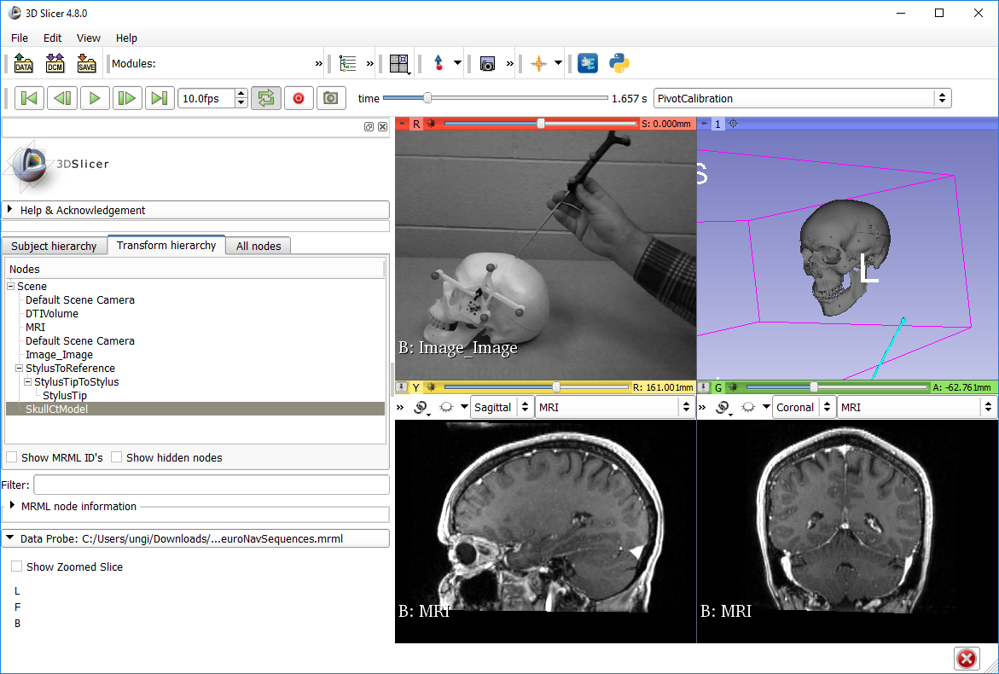 3D Slicer 4.8.0
File Edit View Help
DATA DCM SAVE Modules: »  » »
10.0fps time 1.657 s PivotCalibration
R S: 0.000mm 1
3DSlicer
Help & Acknowledgement
Subject hierarchy Transform hierarchy All nodes
Nodes
Scene
Default Scene Camera
DTIVolume
MRI
Default Scene Camera
Image_Image
StylusToReference
StylusTipToStylus
StylusTip
SkullCtModel
Show MRML ID's Show hidden nodes
Filter:
MRML node information
Data Probe: C:/Users/ungi/Downloads/...euroNavSequences.mrml
Show Zoomed Slice
L
F
B
B: Image_Image
s
L
Y R: 161.001mm
» Sagittal MRI
B: MRI
G A: -62.761mm
» Coronal MRI
B: MRI